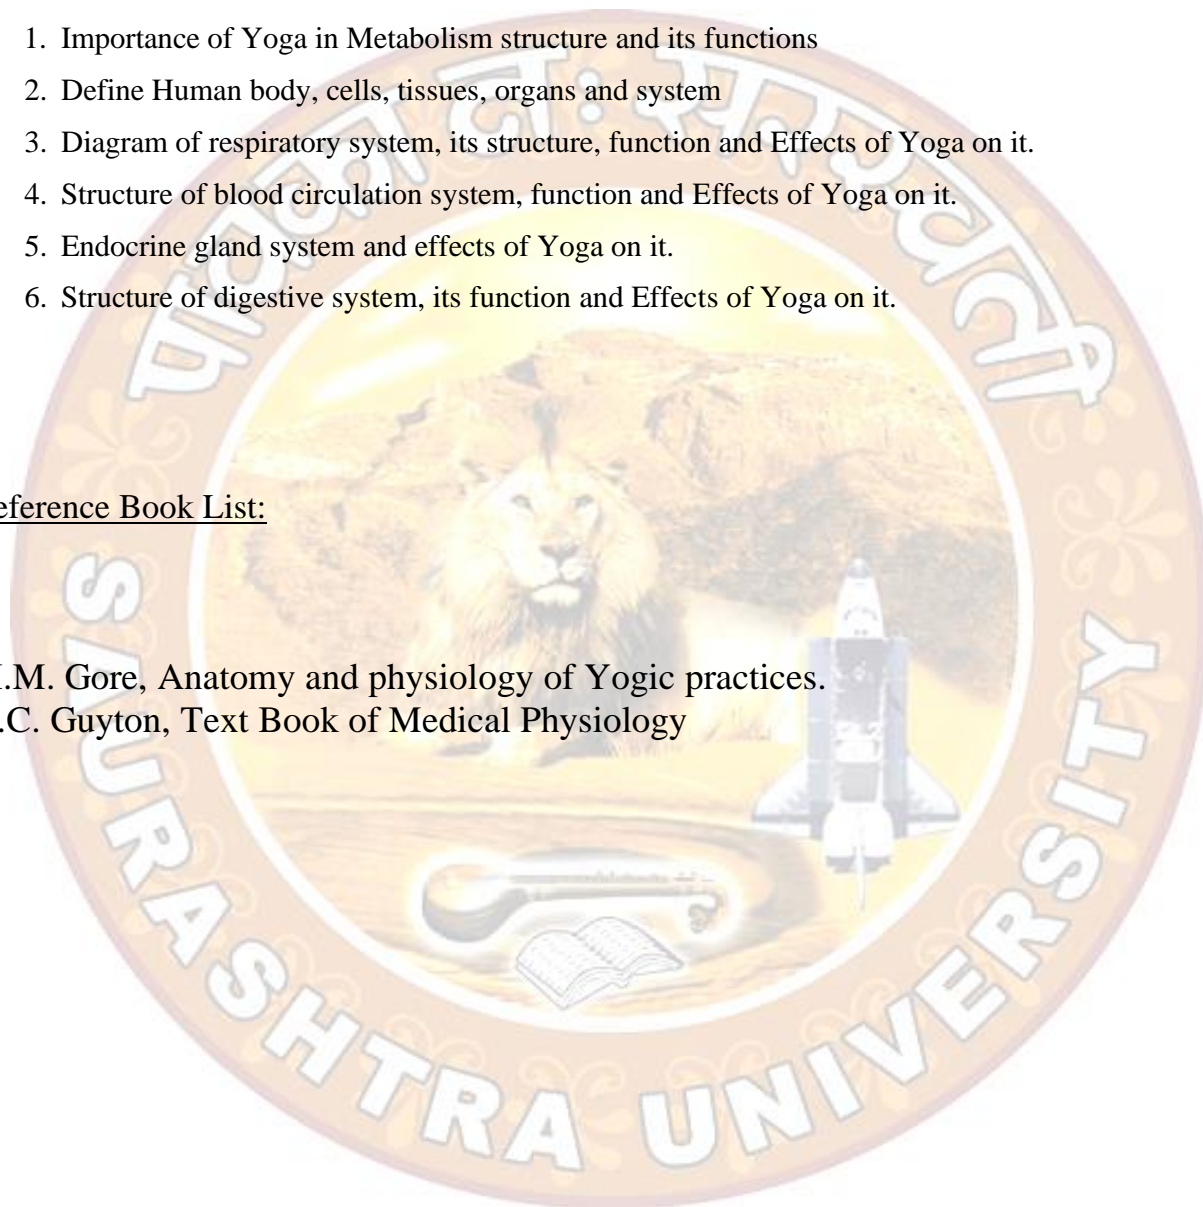 1. Importance of Yoga in Metabolism structure and its functions
2. Define Human body, cells, tissues, organs and system
3. Diagram of respiratory system, its structure, function and Effects of Yoga on it.
4. Structure of blood circulation system, function and Effects of Yoga on it.
5. Endocrine gland system and effects of Yoga on it.
6. Structure of digestive system, its function and Effects of Yoga on it.
eference Book List:
.M. Gore, Anatomy and physiology of Yogic practices.
.C. Guyton, Text Book of Medical Physiology
पावका नः सरस्वती
SAURASHTRA UNIVERSITY